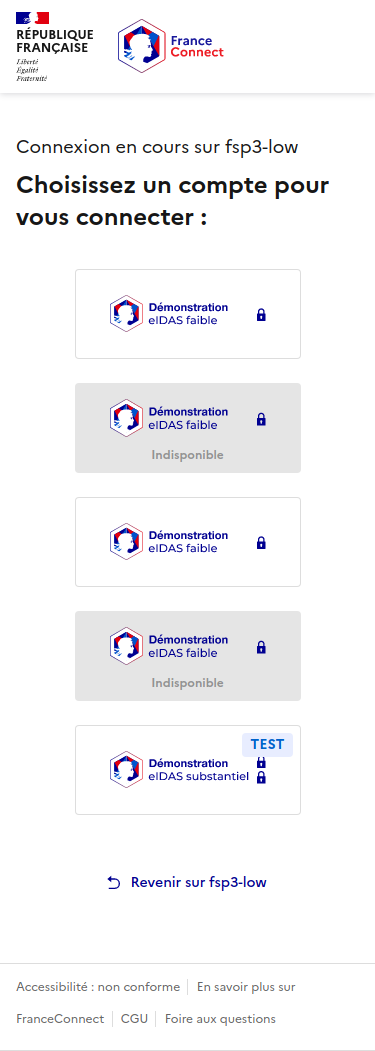 RÉPUBLIQUE
FRANÇAISE
Liberté
Égalité
Fraternité
France
Connect
Connexion en cours sur fsp3-low
Choisissez un compte pour
vous connecter :
Démonstration
eIDAS faible
Démonstration
eIDAS faible
Indisponible
Démonstration
eIDAS faible
Démonstration
eIDAS faible
Indisponible
TEST
Démonstration
eIDAS substantiel
Revenir sur fsp3-low
Accessibilité : non conforme
En savoir plus sur
FranceConnect
CGU
Foire aux questions